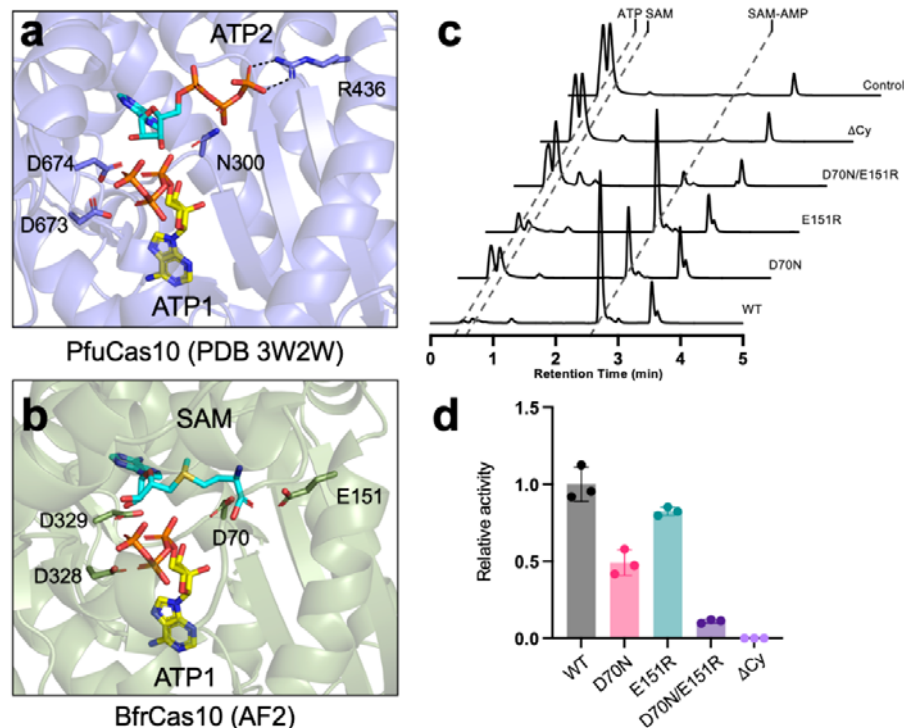 a
ATP2
R436
N300
D674
D673
ATP1
PfuCas10 (PDB 3W2W)
b
SAM
E151
D329
D70
D328
ATP1
BfrCas10 (AF2)
c
ATP SAM
SAM-AMP
Control
ΔCy
D70N/E151R
E151R
D70N
WT
0 1 2 3 4 5
Retention Time (min)
d
Relative activity
1.5
1.0
0.5
0.0
WT
D70N
E151R
D70N/E151R
ΔCy